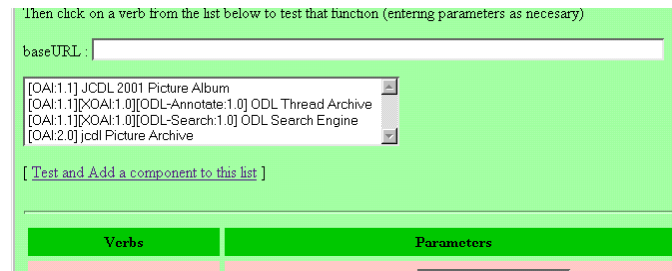 Then click on a verb from the list below to test that function (entering parameters as necesary)
baseURL :
[OAI:1.1] JCDL 2001 Picture Album
[OAI:1.1][XOAI:1.0][ODL-Annotate:1.0] ODL Thread Archive
[OAI:1.1][XOAI:1.0][ODL-Search:1.0] ODL Search Engine
[OAI:2.0] jcdl Picture Archive
[ Test and Add a component to this list ]
Verbs Parameters